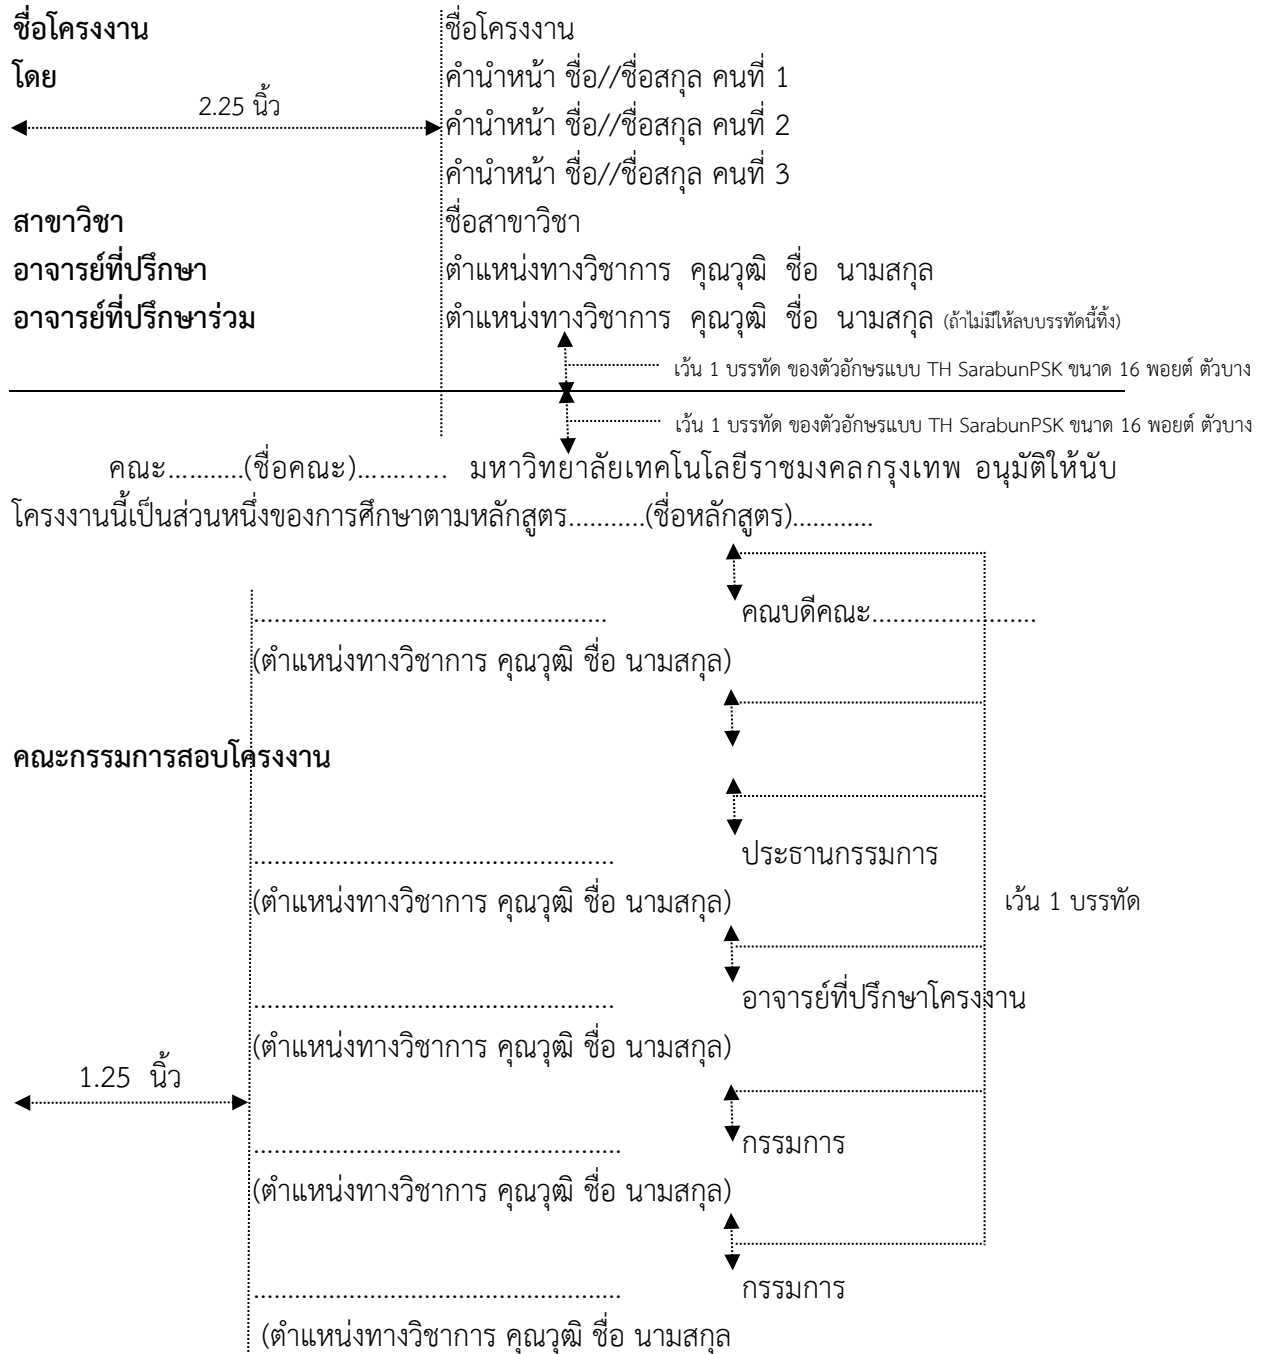 ชื่อโครงงาน ชื่อโครงงาน
โดย คำนำหน้า ชื่อ//ชื่อสกุล คนที่ 1
2.25 นิ้ว
คำนำหน้า ชื่อ//ชื่อสกุล คนที่ 2
คำนำหน้า ชื่อ//ชื่อสกุล คนที่ 3
สาขาวิชา ชื่อสาขาวิชา
อาจารย์ที่ปรึกษา ตำแหน่งทางวิชาการ คุณวุฒิ ชื่อ นามสกุล
อาจารย์ที่ปรึกษาร่วม ตำแหน่งทางวิชาการ คุณวุฒิ ชื่อ นามสกุล (ถ้าไม่มีให้ลบบรรทัดนี้ทิ้ง)
เว้น 1 บรรทัด ของตัวอักษรแบบ TH SarabunPSK ขนาด 16 พอยต์ ตัวบาง
เว้น 1 บรรทัด ของตัวอักษรแบบ TH SarabunPSK ขนาด 16 พอยต์ ตัวบาง
คณะ...........(ชื่อคณะ)............. มหาวิทยาลัยเทคโนโลยีราชมงคลกรุงเทพ อนุมัติให้นับ
โครงงานนี้เป็นส่วนหนึ่งของการศึกษาตามหลักสูตร...........(ชื่อหลักสูตร)............
..................................................... คณบดีคณะ........................
(ตำแหน่งทางวิชาการ คุณวุฒิ ชื่อ นามสกุล)
คณะกรรมการสอบโครงงาน
...................................................... ประธานกรรมการ
(ตำแหน่งทางวิชาการ คุณวุฒิ ชื่อ นามสกุล) เว้น 1 บรรทัด
...................................................... อาจารย์ที่ปรึกษาโครงงาน
(ตำแหน่งทางวิชาการ คุณวุฒิ ชื่อ นามสกุล)
1.25 นิ้ว
....................................................... กรรมการ
(ตำแหน่งทางวิชาการ คุณวุฒิ ชื่อ นามสกุล)
....................................................... กรรมการ
(ตำแหน่งทางวิชาการ คุณวุฒิ ชื่อ นามสกุล